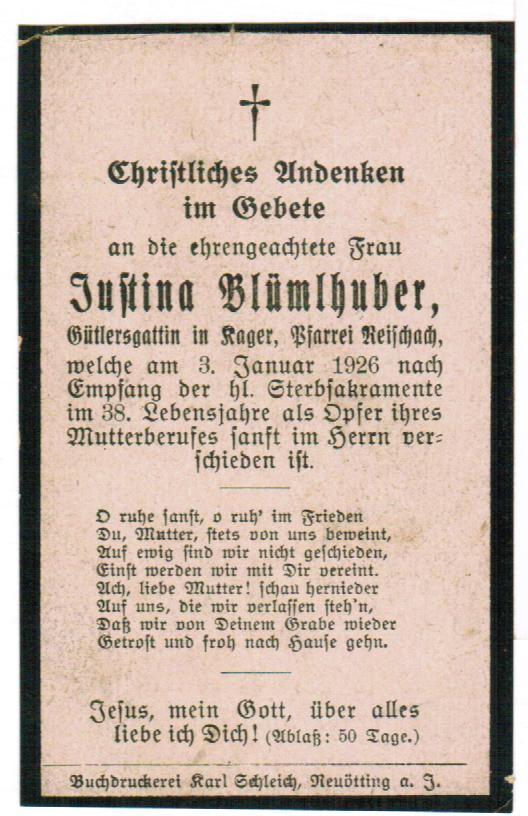 Christliches Andenken
im Gebete
an die ehrengeachtete Frau
Justina Blümlhuber,
Gütlersgattin in Kager, Pfarrei Reischach,
welche am 3. Januar 1926 nach
Empfang der hl. Sterbsakramente
im 38. Lebensjahre als Opfer ihres
Mutterberufes sanft im Herrn ver-
schieden ist.
O ruhe sanft, o ruh' im Frieden
Du, Mutter, stets von uns beweint,
Auf ewig sind wir nicht geschieden,
Einst werden wir mit Dir vereint.
Ach, liebe Mutter! schau hernieder
Auf uns, die wir verlassen steh'n,
Daß wir von Deinem Grabe wieder
Getrost und froh nach Hause gehn.
Jesus, mein Gott, über alles
liebe ich Dich! (Ablaß: 50 Tage.)
Buchdruckerei Karl Schleich, Neuötting a. J.